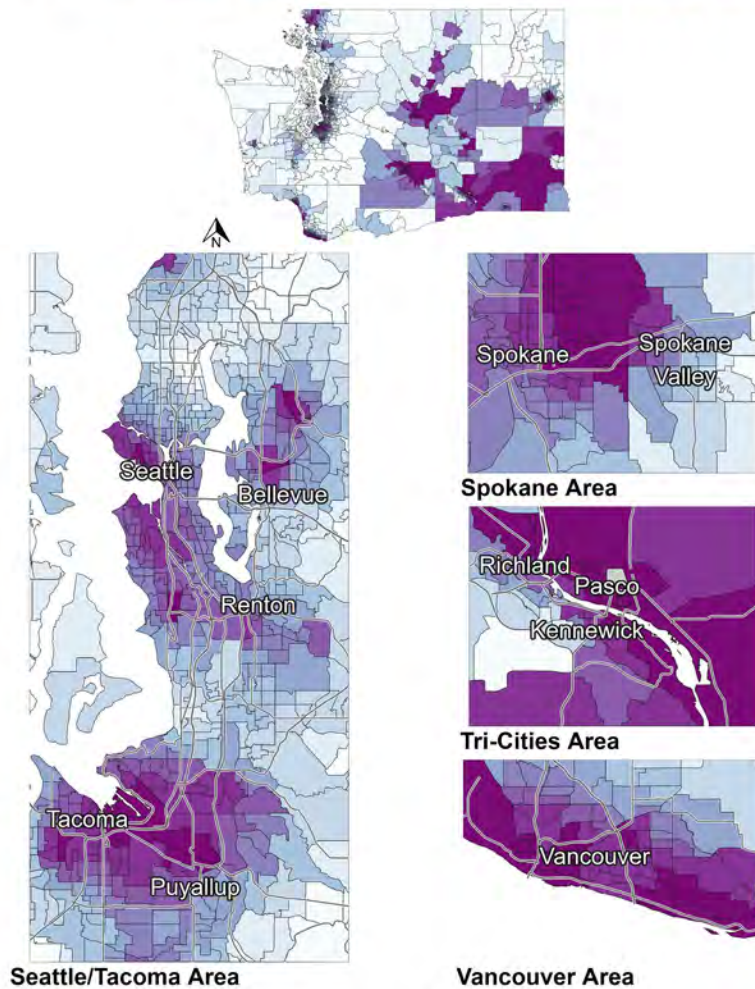 N
Seattle
Bellevue
Renton
Tacoma
Puyallup
Seattle/Tacoma Area
Spokane
Spokane
Valley
Spokane Area
Richland
Pasco
Kennewick
Tri-Cities Area
Vancouver
Vancouver Area